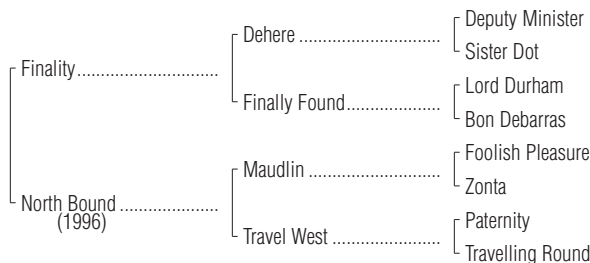 Deputy Minister
Dehere ........................................
Sister Dot
Finality........................................
Lord Durham
Finally Found..........................
Bon Debarras
Foolish Pleasure
Maudlin .....................................
Zonta
North Bound ............................
(1996)
Paternity
Travel West ..............................
Travelling Round